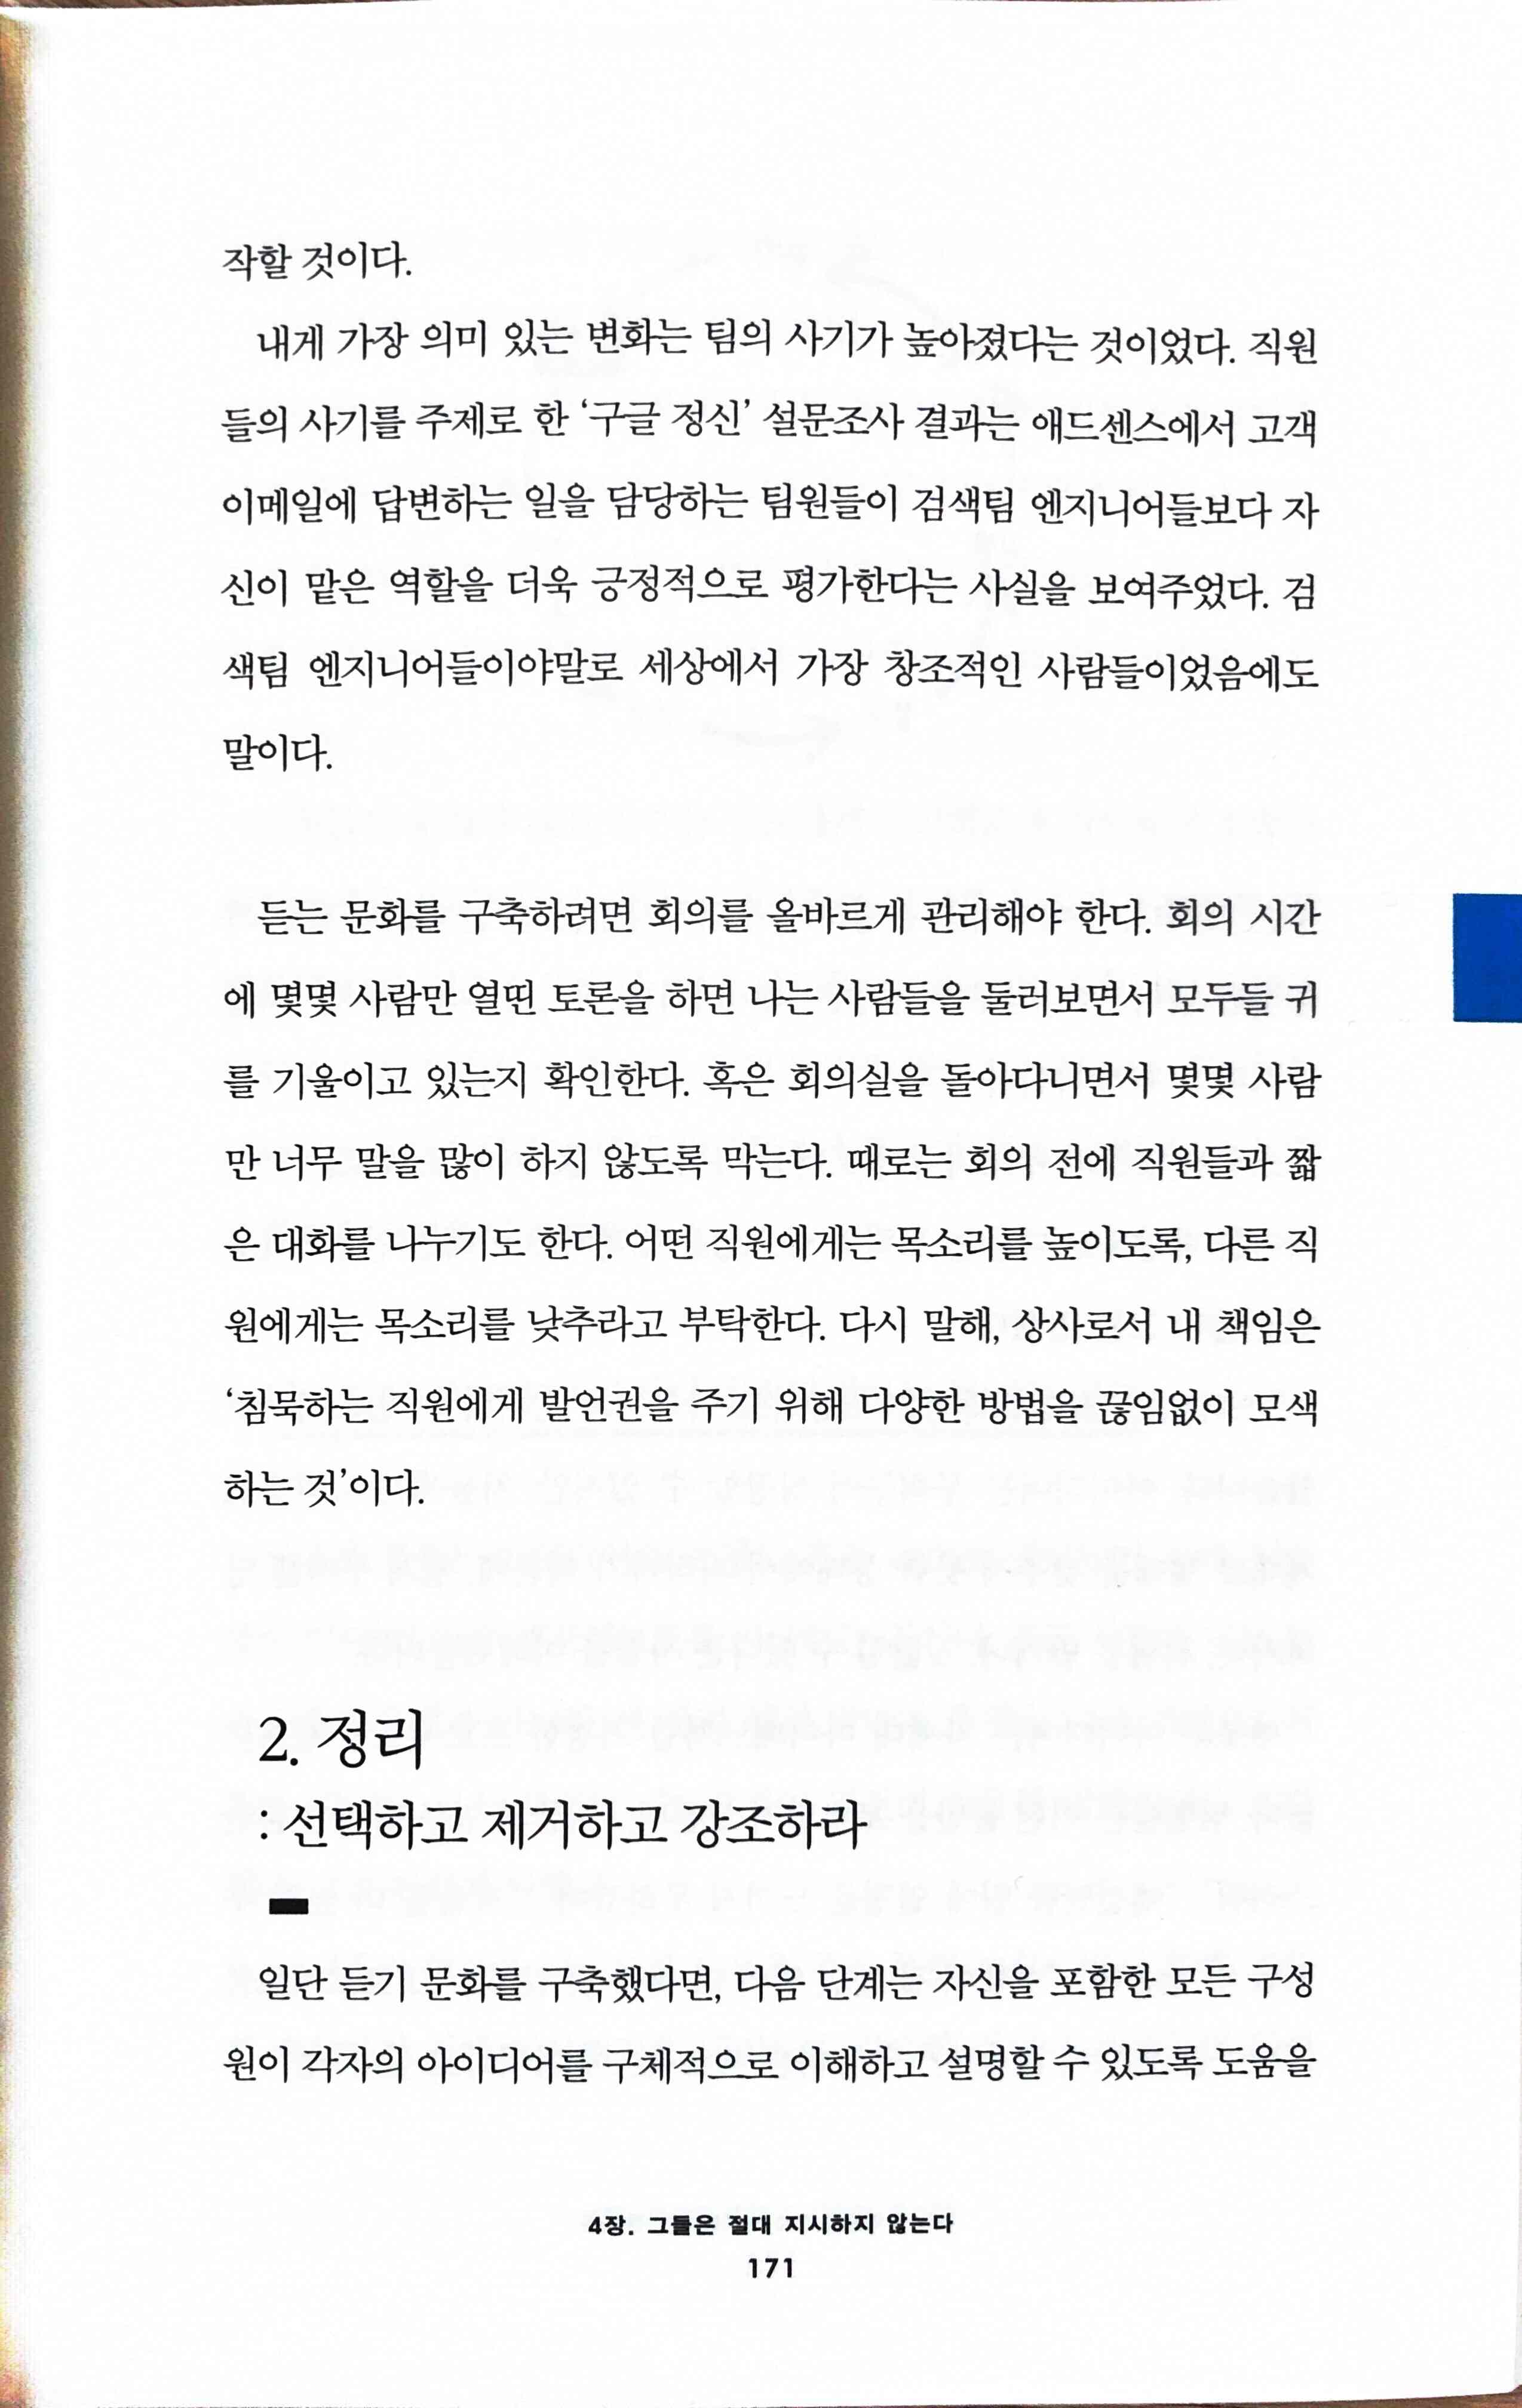 작할 것이다.
내게 가장 의미 있는 변화는 팀의 사기가 높아졌다는 것이었다. 직원
들의 사기를 주제로 한 ‘구글 정신’ 설문조사 결과는 애드센스에서 고객
이메일에 답변하는 일을 담당하는 팀원들이 검색팀 엔지니어들보다 자
신이 맡은 역할을 더욱 긍정적으로 평가한다는 사실을 보여주었다. 검
색팀 엔지니어들이야말로 세상에서 가장 창조적인 사람들이었음에도
말이다.
듣는 문화를 구축하려면 회의를 올바르게 관리해야 한다. 회의 시간
에 몇몇 사람만 열띤 토론을 하면 나는 사람들을 둘러보면서 모두들 귀
를 기울이고 있는지 확인한다. 혹은 회의실을 돌아다니면서 몇몇 사람
만 너무 말을 많이 하지 않도록 막는다. 때로는 회의 전에 직원들과 짧
은 대화를 나누기도 한다. 어떤 직원에게는 목소리를 높이도록, 다른 직
원에게는 목소리를 낮추라고 부탁한다. 다시 말해, 상사로서 내 책임은
‘침묵하는 직원에게 발언권을 주기 위해 다양한 방법을 끊임없이 모색
하는 것’이다.
2. 정리
: 선택하고 제거하고 강조하라
일단 듣기 문화를 구축했다면, 다음 단계는 자신을 포함한 모든 구성
원이 각자의 아이디어를 구체적으로 이해하고 설명할 수 있도록 도움을
4장. 그들은 절대 지시하지 않는다
171